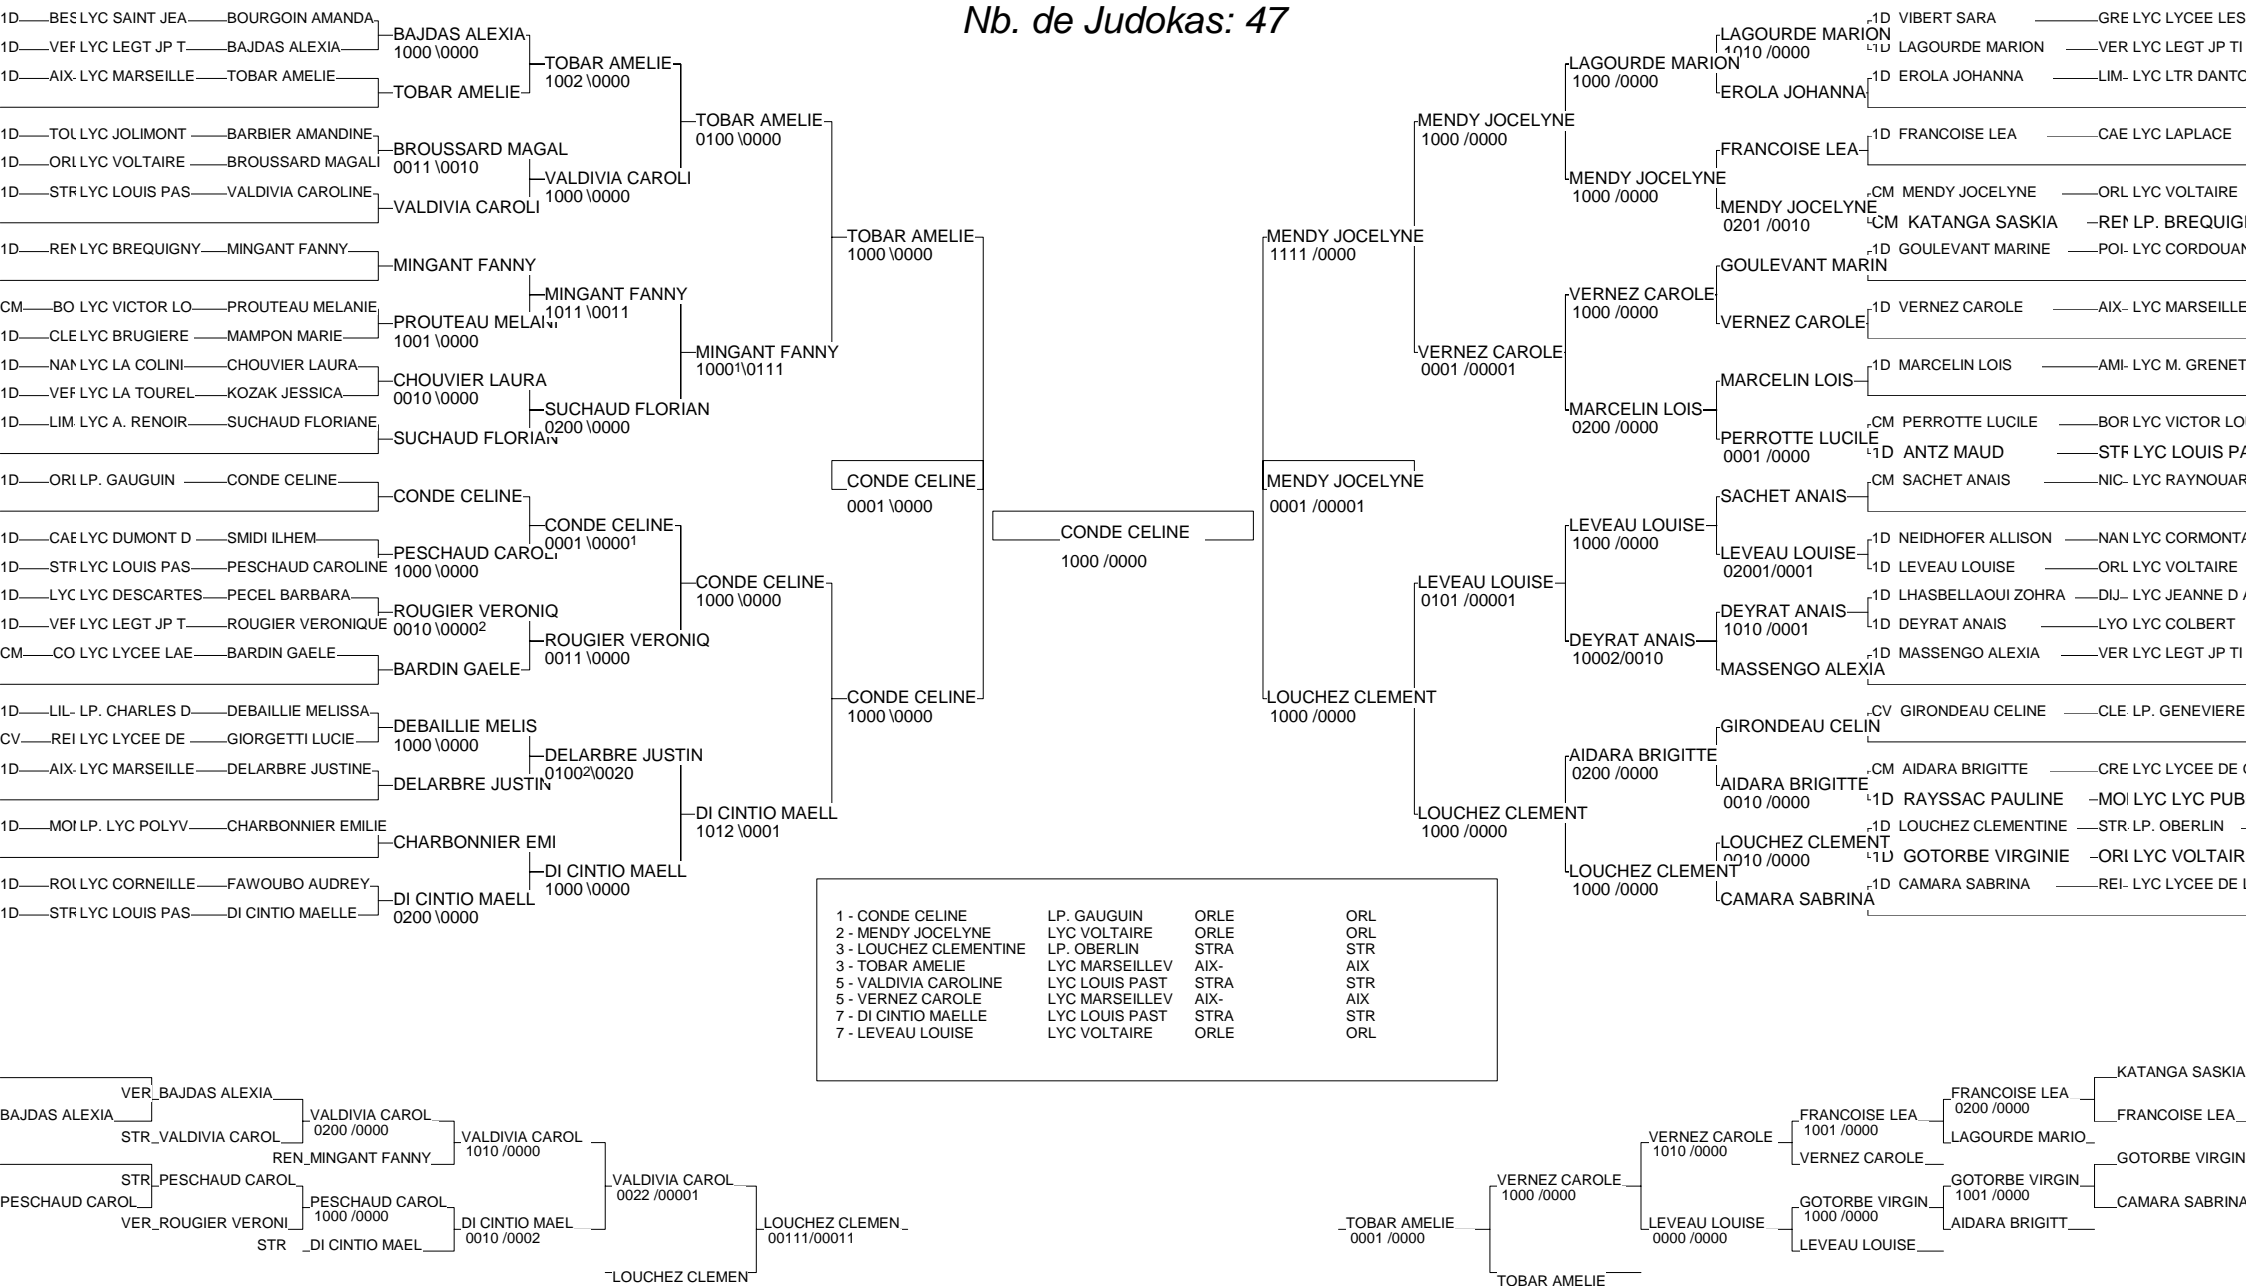 Nb. de Judokas: 47
1D BES LYC SAINT JEA BOURGOIN AMANDA
1D VER LYC LEGT JP T BAJDAS ALEXIA
BAJDAS ALEXIA
1000 \0000
1D AIX- LYC MARSEILLE TOBAR AMELIE
TOBAR AMELIE
1002 \0000
TOBAR AMELIE
TOBAR AMELIE
0100 \0000
1D TOU LYC JOLIMONT BARBIER AMANDINE
1D ORL LYC VOLTAIRE BROUSSARD MAGALI
BROUSSARD MAGAL
0011 \0010
1D STR LYC LOUIS PAS VALDIVIA CAROLINE
VALDIVIA CAROLI
1000 \0000
VALDIVIA CAROLI
TOBAR AMELIE
1000 \0000
1D REN LYC BREQUIGNY MINGANT FANNY
MINGANT FANNY
MINGANT FANNY
1011 \0011
CM BO LYC VICTOR LO PROUTEAU MELANIE
1D CLE LYC BRUGIERE MAMPON MARIE
PROUTEAU MELANI
1001 \0000
MINGANT FANNY
1000¹\0111
1D NAN LYC LA COLINI CHOUVIER LAURA
1D VER LYC LA TOUREL KOZAK JESSICA
CHOUVIER LAURA
0010 \0000
SUCHAUD FLORIAN
0200 \0000
1D LIM- LYC A. RENOIR SUCHAUD FLORIANE
SUCHAUD FLORIAN
CONDE CELINE
0001 \0000
1D ORL LP. GAUGUIN CONDE CELINE
CONDE CELINE
CONDE CELINE
0001 \0000¹
1D CAE LYC DUMONT D SMIDI ILHEM
1D STR LYC LOUIS PAS PESCHAUD CAROLINE
PESCHAUD CAROLI
1000 \0000
CONDE CELINE
1000 \0000
1D LYC LYC DESCARTES PECEL BARBARA
1D VER LYC LEGT JP T ROUGIER VERONIQUE
ROUGIER VERONIQ
0010 \0000²
ROUGIER VERONIQ
0011 \0000
CM CO LYC LYCEE LAE BARDIN GAELE
BARDIN GAELE
CONDE CELINE
1000 \0000
1D LIL- LP. CHARLES D DEBAILLIE MELISSA
CV REI LYC LYCEE DE GIORGETTI LUCIE
DEBAILLIE MELIS
1000 \0000
DELARBRE JUSTIN
0100²\0020
1D AIX- LYC MARSEILLE DELARBRE JUSTINE
DELARBRE JUSTIN
DI CINTIO MAELL
1012 \0001
1D MOI LP. LYC POLYV CHARBONNIER EMILIE
CHARBONNIER EMI
DI CINTIO MAELL
1000 \0000
1D ROU LYC CORNEILLE FAWOUBO AUDREY
1D STR LYC LOUIS PAS DI CINTIO MAELLE
DI CINTIO MAELL
0200 \0000
CONDE CELINE
1000 /0000
1D VIBERT SARA GRE LYC LYCEE LES
LAGOURDE MARION
1010 /0000
1D LAGOURDE MARION VER LYC LEGT JP TI
LAGOURDE MARION
1000 /0000
1D EROLA JOHANNA LIM- LYC LTR DANTO
EROLA JOHANNA
MENDY JOCELYNE
1000 /0000
1D FRANCOISE LEA CAE LYC LAPLACE
FRANCOISE LEA
MENDY JOCELYNE
1000 /0000
CM MENDY JOCELYNE ORL LYC VOLTAIRE
MENDY JOCELYNE
0201 /0010
CM KATANGA SASKIA REN LP. BREQUIGI
MENDY JOCELYNE
1111 /0000
1D GOULEVANT MARINE POI- LYC CORDOUAN
GOULEVANT MARIN
VERNEZ CAROLE
1000 /0000
1D VERNEZ CAROLE AIX- LYC MARSEILLE
VERNEZ CAROLE
VERNEZ CAROLE
0001 /00001
1D MARCELIN LOIS AMI- LYC M. GRENET
MARCELIN LOIS
MARCELIN LOIS
0200 /0000
CM PERROTTE LUCILE BOR LYC VICTOR LOU
PERROTTE LUCILE
0001 /0000
1D ANTZ MAUD STR LYC LOUIS PA
MENDY JOCELYNE
0001 /00001
CM SACHET ANAIS NIC- LYC RAYNOUAR
SACHET ANAIS
LEVEAU LOUISE
1000 /0000
1D NEIDHOFER ALLISON NAN LYC CORMONTA
LEVEAU LOUISE
02001/0001
1D LEVEAU LOUISE ORL LYC VOLTAIRE
LEVEAU LOUISE
0101 /00001
1D LHASBELLAOUI ZOHRA DIJ- LYC JEANNE D A
DEYRAT ANAIS
1010 /0001
1D DEYRAT ANAIS LYO LYC COLBERT
DEYRAT ANAIS
10002/0010
1D MASSENGO ALEXIA VER LYC LEGT JP TI
MASSENGO ALEXIA
LOUCHEZ CLEMENT
1000 /0000
CV GIRONDEAU CELINE CLE LP. GENEVIERE
GIRONDEAU CELIN
AIDARA BRIGITTE
0200 /0000
CM AIDARA BRIGITTE CRE LYC LYCEE DE
AIDARA BRIGITTE
0010 /0000
1D RAYSSAC PAULINE MOI LYC LYC PUB
LOUCHEZ CLEMENT
1000 /0000
1D LOUCHEZ CLEMENTINE STR LP. OBERLIN
LOUCHEZ CLEMENT
0010 /0000
1D GOTORBE VIRGINIE ORL LYC VOLTAIR
LOUCHEZ CLEMENT
1000 /0000
1D CAMARA SABRINA REI- LYC LYCEE DE L
CAMARA SABRINA
1 - CONDE CELINE LP. GAUGUIN ORLE ORL
2 - MENDY JOCELYNE LYC VOLTAIRE ORLE ORL
3 - LOUCHEZ CLEMENTINE LP. OBERLIN STRA STR
3 - TOBAR AMELIE LYC MARSEILLEV AIX- AIX
5 - VALDIVIA CAROLINE LYC LOUIS PAST STRA STR
5 - VERNEZ CAROLE LYC MARSEILLEV AIX- AIX
7 - DI CINTIO MAELLE LYC LOUIS PAST STRA STR
7 - LEVEAU LOUISE LYC VOLTAIRE ORLE ORL
VER BAJDAS ALEXIA
BAJDAS ALEXIA
VALDIVIA CAROL
0200 /0000
STR VALDIVIA CAROL
VALDIVIA CAROL
1010 /0000
REN MINGANT FANNY
STR PESCHAUD CAROL
VALDIVIA CAROL
0022 /00001
PESCHAUD CAROL
PESCHAUD CAROL
1000 /0000
VER ROUGIER VERONI
DI CINTIO MAEL
0010 /0002
STR DI CINTIO MAEL
LOUCHEZ CLEMEN
00111/00011
LOUCHEZ CLEMEN
KATANGA SASKIA
FRANCOISE LEA
0200 /0000
FRANCOISE LEA
FRANCOISE LEA
1001 /0000
LAGOURDE MARIO
VERNEZ CAROLE
1010 /0000
VERNEZ CAROLE
GOTORBE VIRGIN
VERNEZ CAROLE
1000 /0000
GOTORBE VIRGIN
1001 /0000
CAMARA SABRINA
GOTORBE VIRGIN
1000 /0000
AIDARA BRIGITT
LEVEAU LOUISE
0000 /0000
LEVEAU LOUISE
TOBAR AMELIE
0001 /0000
TOBAR AMELIE